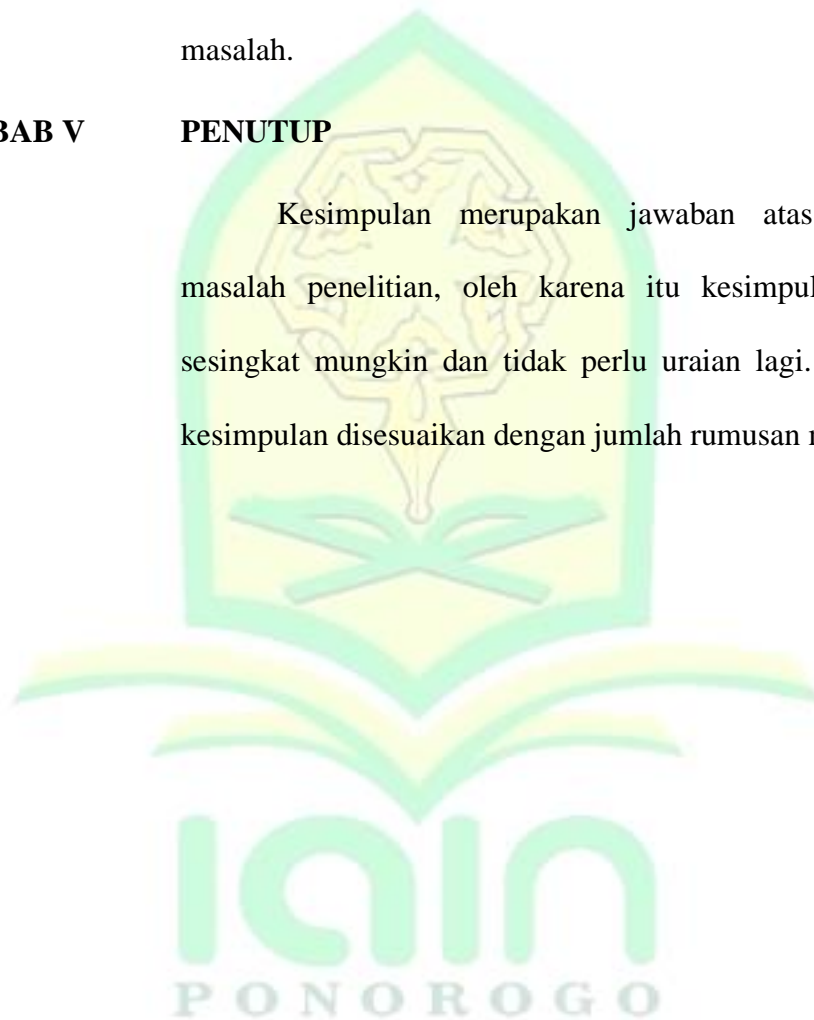 masalah.
BAB V PENUTUP
Kesimpulan merupakan jawaban atas
masalah penelitian, oleh karena itu
sesingkat mungkin dan tidak perlu uraian lagi.
kesimpulan disesuaikan dengan jumlah rumusan
iain
PONOROGO